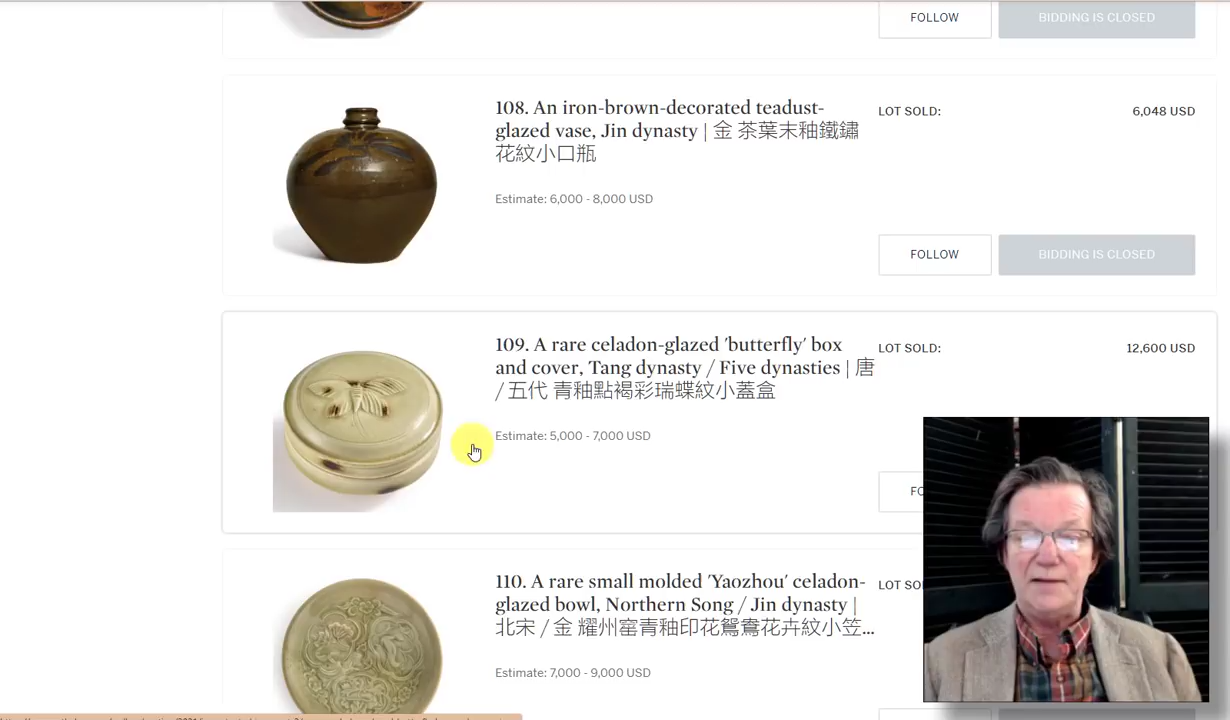 FOLLOW
BIDDING IS CLOSED
108. An iron-brown-decorated teadust-
glazed vase, Jin dynasty | 金 茶葉末釉鐵鏽
花紋小口瓶
LOT SOLD:
6,048 USD
Estimate: 6,000 - 8,000 USD
FOLLOW
BIDDING IS CLOSED
109. A rare celadon-glazed 'butterfly' box
and cover, Tang dynasty / Five dynasties | 唐
/ 五代 青釉點褐彩瑞蝶紋小蓋盒
LOT SOLD:
12,600 USD
Estimate: 5,000 - 7,000 USD
FO
110. A rare small molded 'Yaozhou' celadon-
glazed bowl, Northern Song / Jin dynasty |
北宋 / 金 耀州窰青釉印花鴛鴦花卉紋小笠...
LOT SO
Estimate: 7,000 - 9,000 USD